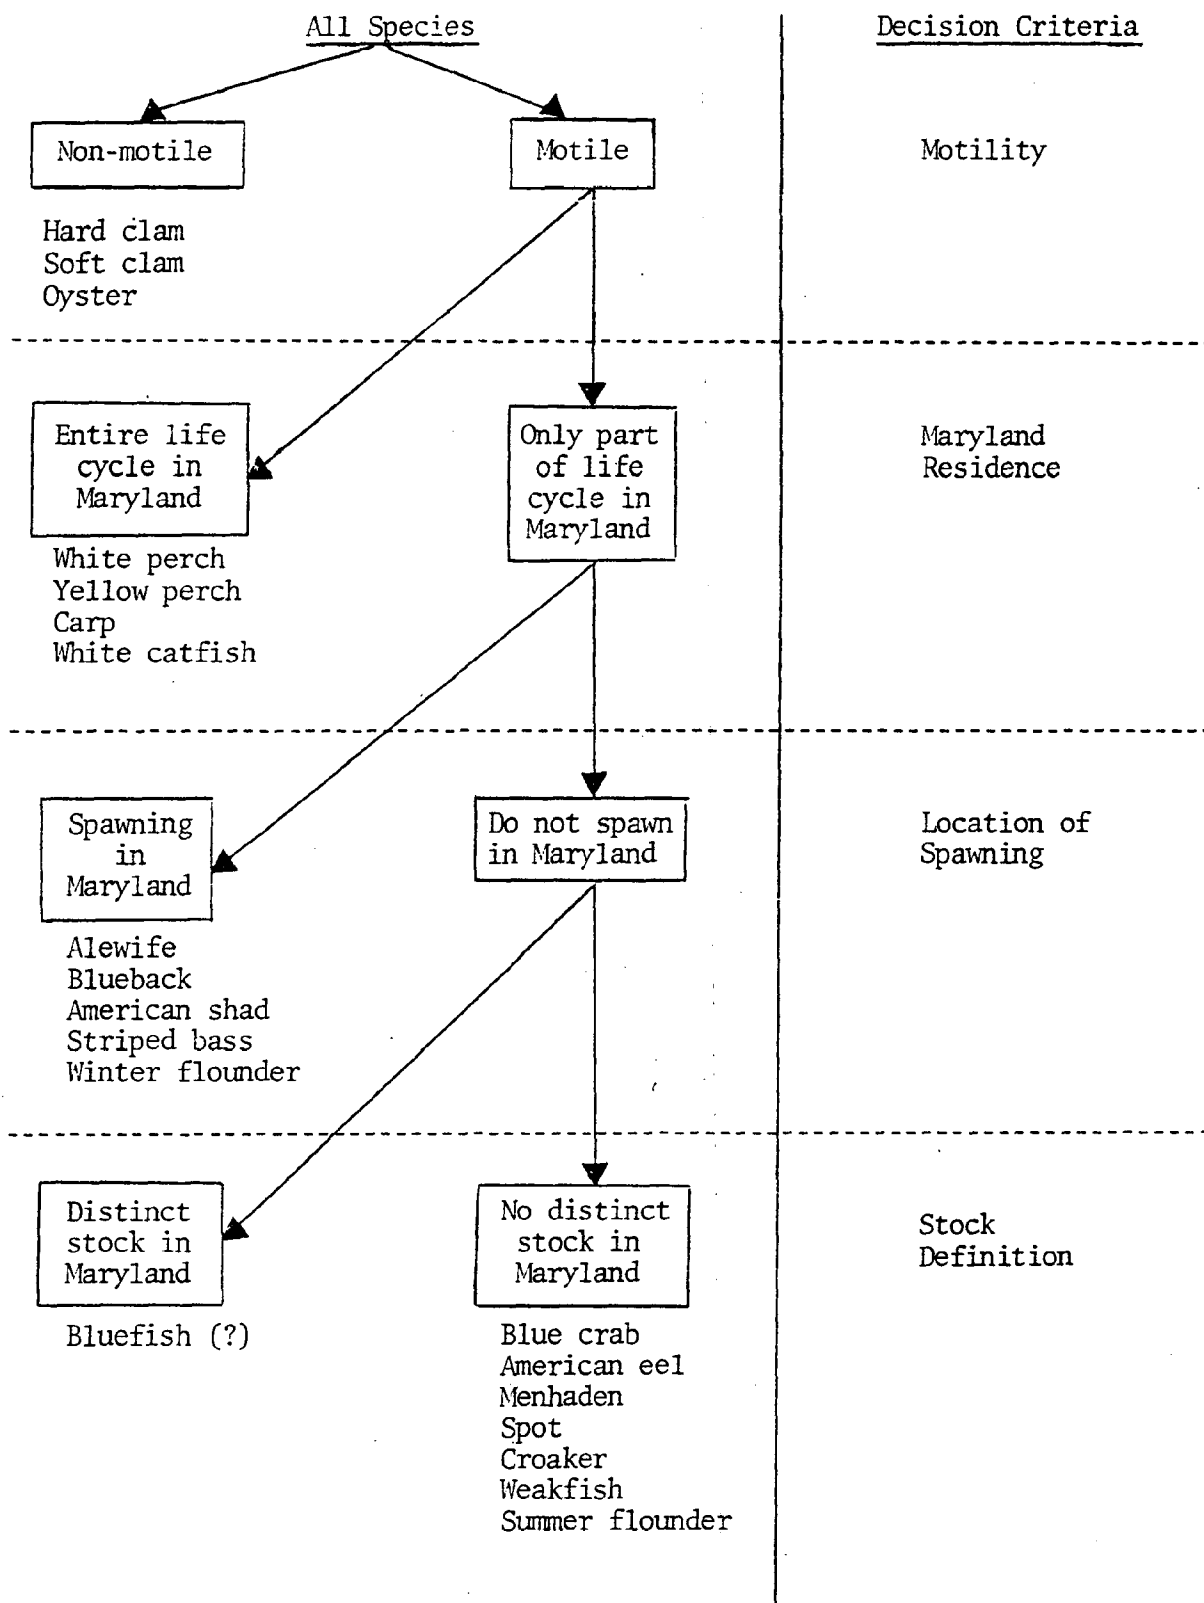 All Species
Decision Criteria
Non-motile
Motile
Motility
Hard clam
Soft clam
Oyster
Entire life
cycle in
Maryland
Only part
of life
cycle in
Maryland
Maryland
Residence
White perch
Yellow perch
Carp
White catfish
Spawning
in
Maryland
Do not spawn
in Maryland
Location of
Spawning
Alewife
Blueback
American shad
Striped bass
Winter flounder
Distinct
stock in
Maryland
No distinct
stock in
Maryland
Stock
Definition
Bluefish (?)
Blue crab
American eel
Menhaden
Spot
Croaker
Weakfish
Summer flounder